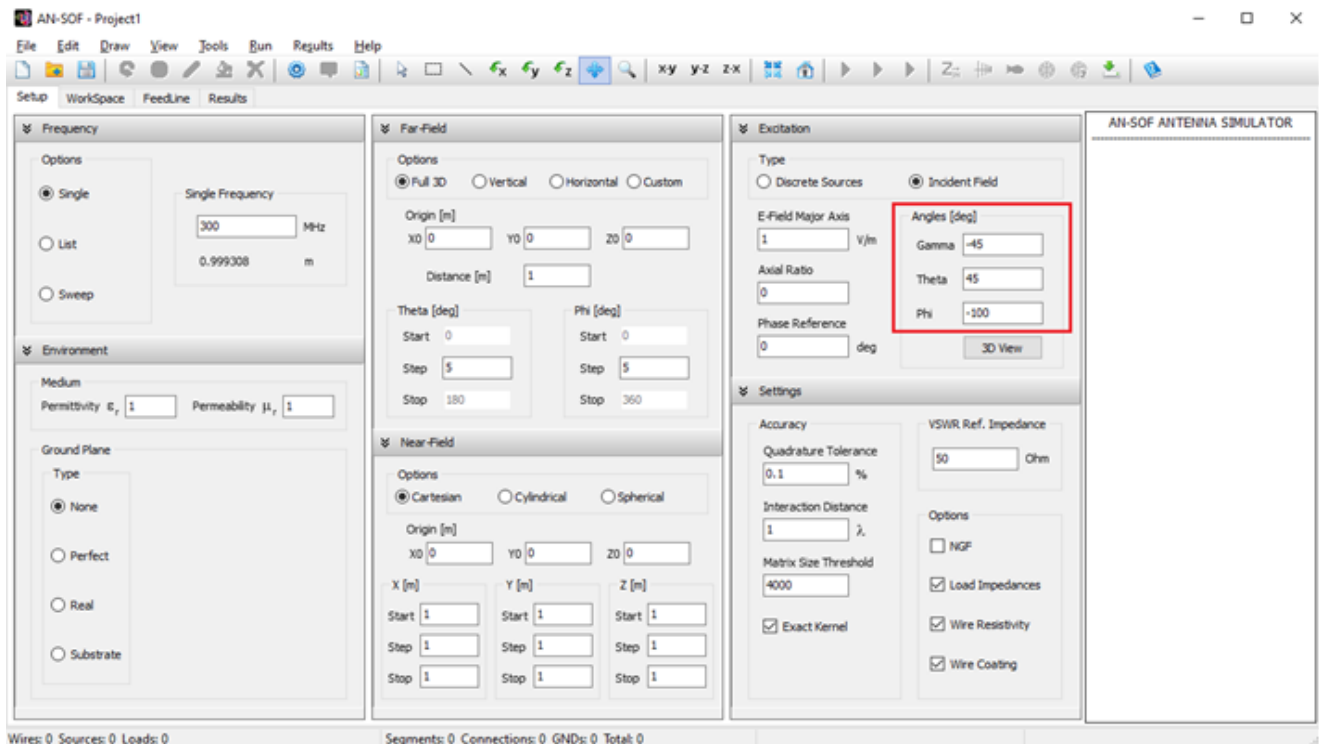 AN-SOF - Project1
File Edit Draw View Tools Run Results Help
x-y y-z z-x
Setup WorkSpace FeedLine Results
Frequency
Options
Single
List
Sweep
Single Frequency
300 MHz
0.999308 m
Environment
Medium
Permittivity εr 1 Permeability μr 1
Ground Plane
Type
None
Perfect
Real
Substrate
Far-Field
Options
Full 3D Vertical Horizontal Custom
Origin [m]
X0 0 Y0 0 Z0 0
Distance [m] 1
Theta [deg]
Start 0
Step 5
Stop 180
Phi [deg]
Start 0
Step 5
Stop 360
Near-Field
Options
Cartesian Cylindrical Spherical
Origin [m]
X0 0 Y0 0 Z0 0
X [m]
Start 1
Step 1
Stop 1
Y [m]
Start 1
Step 1
Stop 1
Z [m]
Start 1
Step 1
Stop 1
Excitation
Type
Discrete Sources Incident Field
E-Field Major Axis
1 V/m
Axial Ratio
0
Phase Reference
0 deg
Angles [deg]
Gamma -45
Theta 45
Phi -100
3D View
Settings
Accuracy
Quadrature Tolerance
0.1 %
Interaction Distance
1 λ
Matrix Size Threshold
4000
Exact Kernel
VSWR Ref. Impedance
50 Ohm
Options
NGF
Load Impedances
Wire Resistivity
Wire Coating
AN-SOF ANTENNA SIMULATOR
Wires: 0 Sources: 0 Loads: 0 Segments: 0 Connections: 0 GNDs: 0 Total: 0